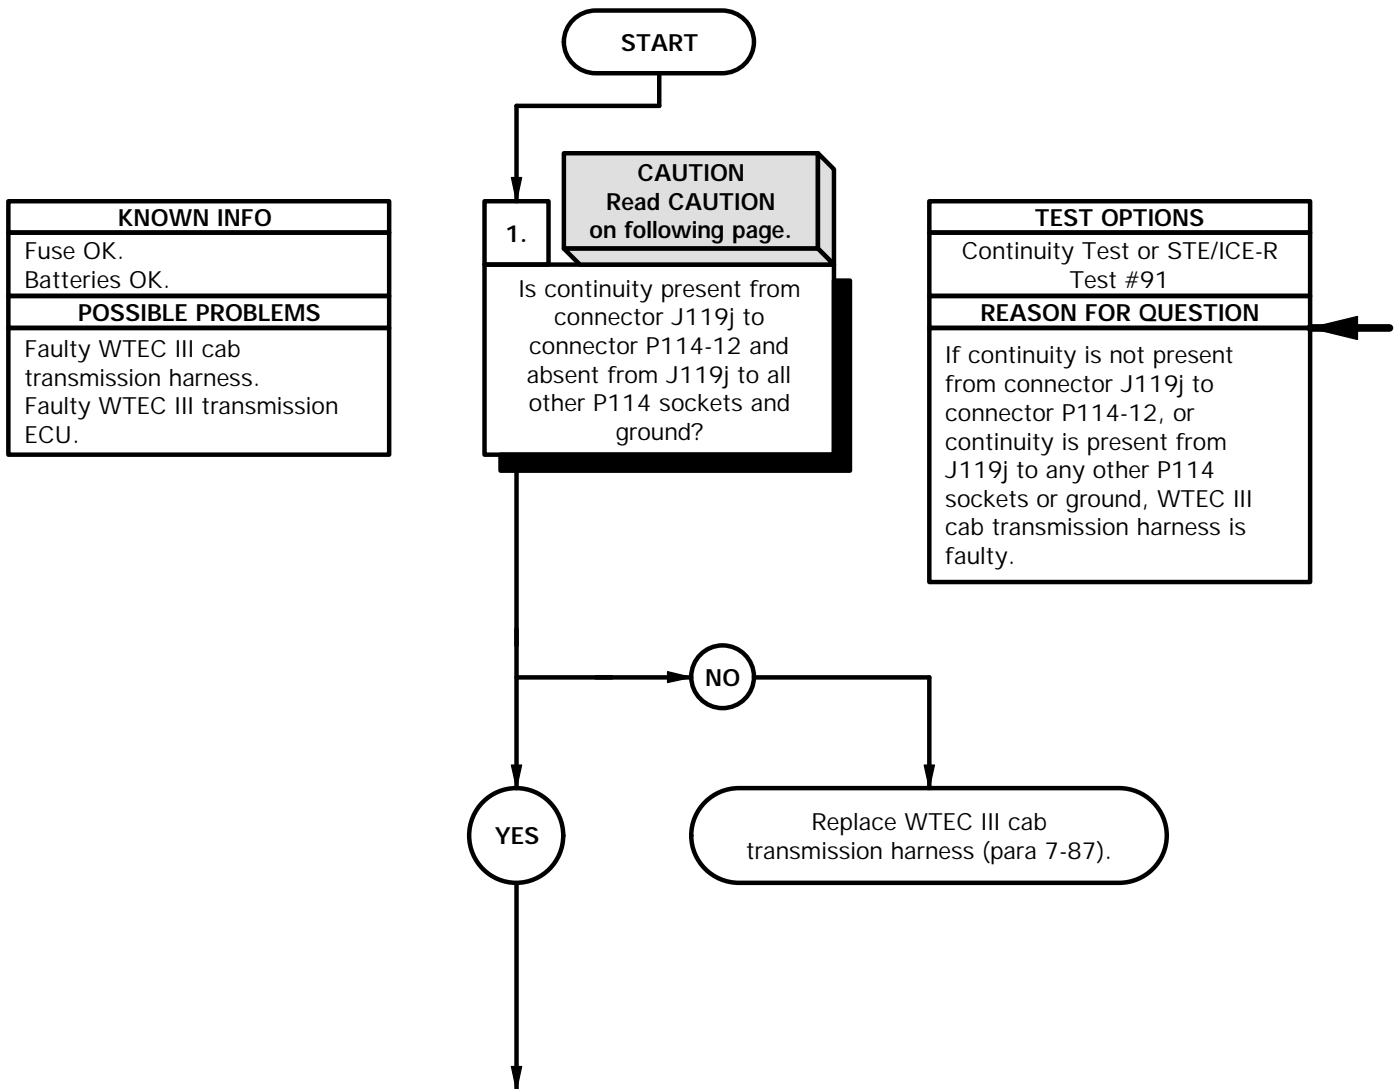 START
KNOWN INFO
Fuse OK.
Batteries OK.
POSSIBLE PROBLEMS
Faulty WTEC III cab
transmission harness.
Faulty WTEC III transmission
ECU.
CAUTION
Read CAUTION
on following page.
1.
Is continuity present from
connector J119j to
connector P114-12 and
absent from J119j to all
other P114 sockets and
ground?
TEST OPTIONS
Continuity Test or STE/ICE-R
Test #91
REASON FOR QUESTION
If continuity is not present
from connector J119j to
connector P114-12, or
continuity is present from
J119j to any other P114
sockets or ground, WTEC III
cab transmission harness is
faulty.
NO
YES
Replace WTEC III cab
transmission harness (para 7-87).